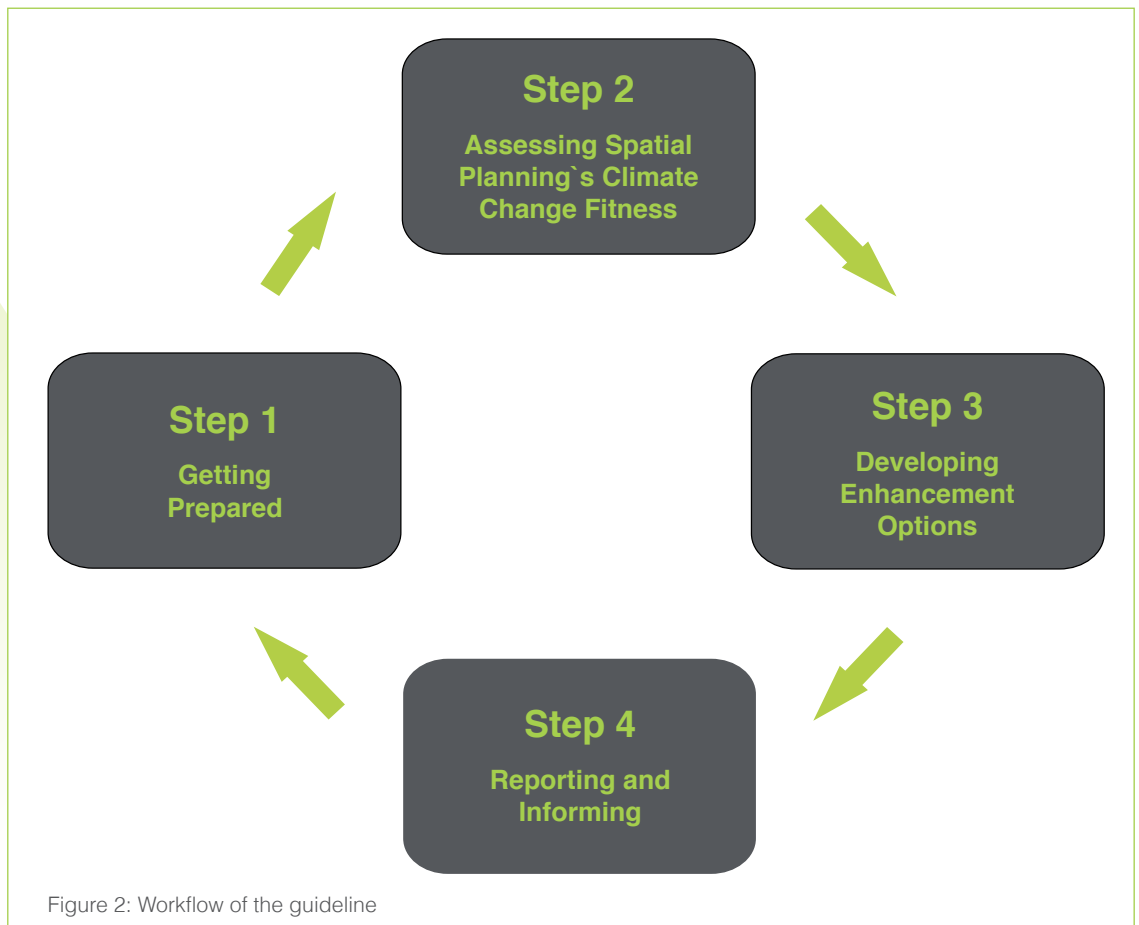 Step 2
Assessing Spatial
Planning`s Climate
Change Fitness
Step 1
Getting
Prepared
Step 3
Developing
Enhancement
Options
Step 4
Reporting and
Informing
Figure 2: Workflow of the guideline